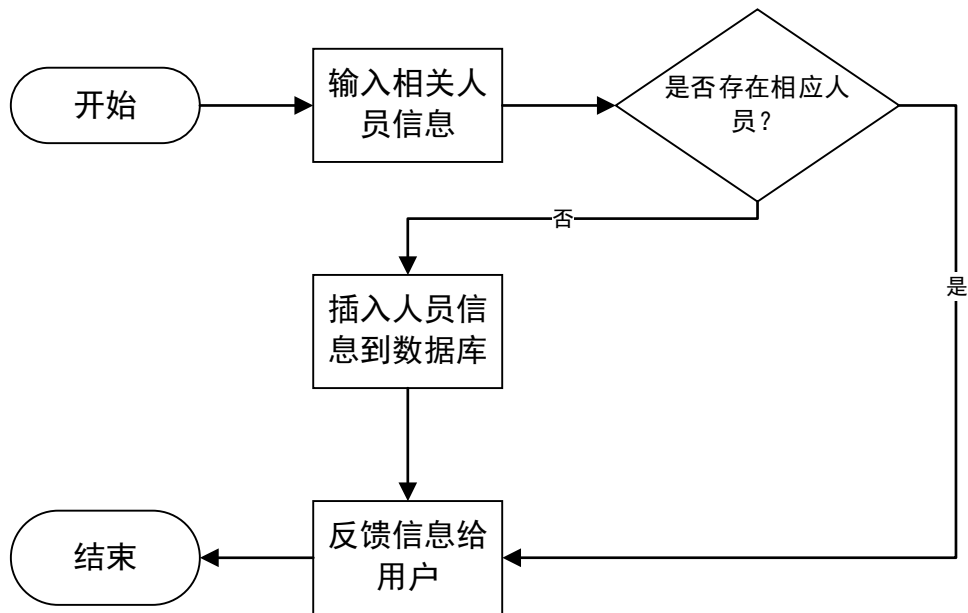 开始
输入相关人
员信息
是否存在相应人
员？
否
是
插入人员信
息到数据库
反馈信息给
用户
结束